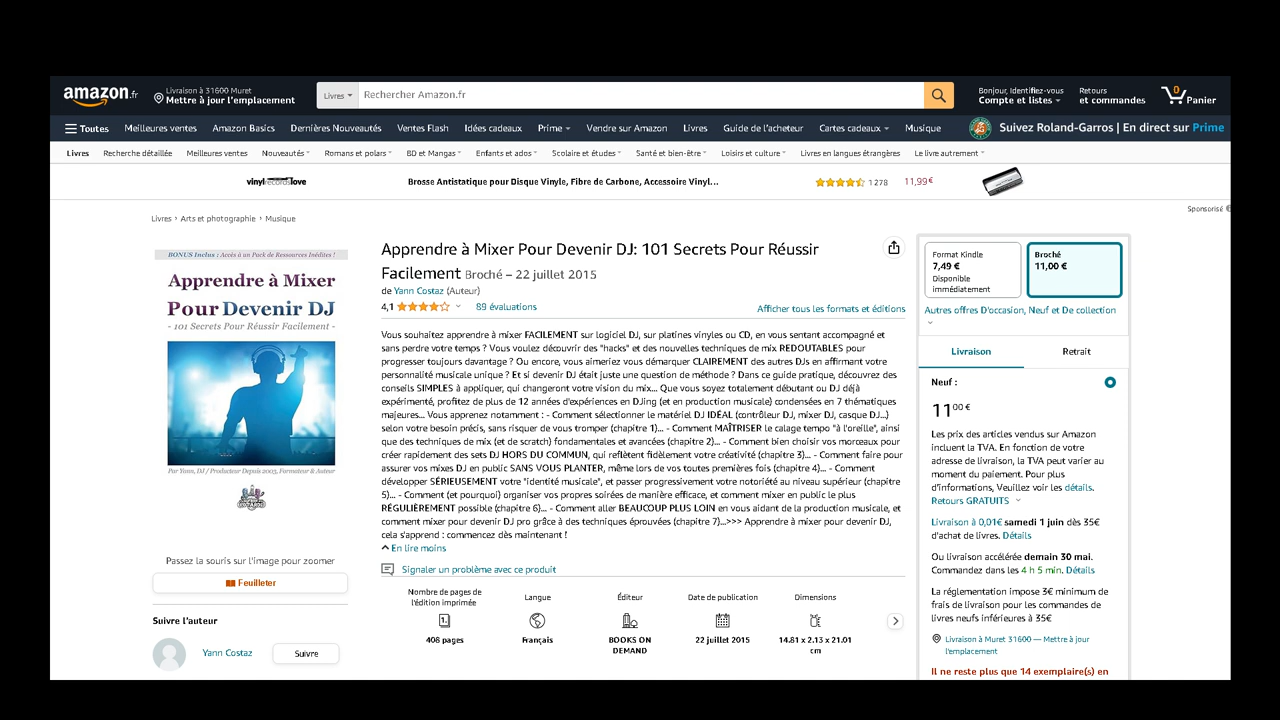 amazon.fr
Livraison à 31600 Muret
Mettre à jour l'emplacement
Livres
Rechercher Amazon.fr
Bonjour, Identifiez-vous
Compte et listes
Retours
et commandes
0
Panier
Toutes
Meilleures ventes
Amazon Basics
Dernières Nouveautés
Ventes Flash
Idées cadeaux
Prime
Vendre sur Amazon
Livres
Guide de l'acheteur
Cartes cadeaux
Musique
Suivez Roland-Garros | En direct sur Prime
Livres
Recherche détaillée
Meilleures ventes
Nouveautés
Romans et polars
BD et Mangas
Enfants et ados
Scolaire et études
Santé et bien-être
Loisirs et culture
Livres en langues étrangères
Le livre autrement
vinylrecordslove
Brosse Antistatique pour Disque Vinyle, Fibre de Carbone, Accessoire Vinyl...
1 278
11,99€
Sponsorisé
Livres › Arts et photographie › Musique
BONUS Inclus : Accès à un Pack de Ressources Inédites !
Apprendre à Mixer
Pour Devenir DJ
- 101 Secrets Pour Réussir Facilement -
Par Yann, DJ / Producteur Depuis 2003, Formateur & Auteur
Passez la souris sur l'image pour zoomer
Feuilleter
Suivre l'auteur
Yann Costaz
Suivre
Apprendre à Mixer Pour Devenir DJ: 101 Secrets Pour Réussir
Facilement Broché – 22 juillet 2015
de Yann Costaz (Auteur)
4,1
89 évaluations
Afficher tous les formats et éditions
Vous souhaitez apprendre à mixer FACILEMENT sur logiciel DJ, sur platines vinyles ou CD, en vous sentant accompagné et
sans perdre votre temps ? Vous voulez découvrir des "hacks" et des nouvelles techniques de mix REDOUTABLES pour
progresser toujours davantage ? Ou encore, vous aimeriez vous démarquer CLAIREMENT des autres DJs en affirmant votre
personnalité musicale unique ? Et si devenir DJ était juste une question de méthode ? Dans ce guide pratique, découvrez des
conseils SIMPLES à appliquer, qui changeront votre vision du mix... Que vous soyez totalement débutant ou DJ déjà
expérimenté, profitez de plus de 12 années d'expériences en DJing (et en production musicale) condensées en 7 thématiques
majeures... Vous apprenez notamment : - Comment sélectionner le matériel DJ IDÉAL (contrôleur DJ, mixer DJ, casque DJ...)
selon votre besoin précis, sans risquer de vous tromper (chapitre 1)... - Comment MAÎTRISER le calage tempo "à l'oreille", ainsi
que des techniques de mix (et de scratch) fondamentales et avancées (chapitre 2)... - Comment bien choisir vos morceaux pour
créer rapidement des sets DJ HORS DU COMMUN, qui reflètent fidèlement votre créativité (chapitre 3)... - Comment faire pour
assurer vos mixes DJ en public SANS VOUS PLANTER, même lors de vos toutes premières fois (chapitre 4)... - Comment
développer SÉRIEUSEMENT votre "identité musicale", et passer progressivement votre notoriété au niveau supérieur (chapitre
5)... - Comment (et pourquoi) organiser vos propres soirées de manière efficace, et comment mixer en public le plus
RÉGULIÈREMENT possible (chapitre 6)... - Comment aller BEAUCOUP PLUS LOIN en vous aidant de la production musicale, et
comment mixer pour devenir DJ pro grâce à des techniques éprouvées (chapitre 7)...>>> Apprendre à mixer pour devenir DJ,
cela s'apprend : commencez dès maintenant !
En lire moins
Signaler un problème avec ce produit
Nombre de pages de
l'édition imprimée
408 pages
Langue
Français
Éditeur
BOOKS ON
DEMAND
Date de publication
22 juillet 2015
Dimensions
14.81 x 2.13 x 21.01
cm
Format Kindle
7,49 €
Disponible
immédiatement
Broché
11,00 €
Autres offres D'occasion, Neuf et De collection
Livraison
Retrait
Neuf :
11,00 €
Les prix des articles vendus sur Amazon
incluent la TVA. En fonction de votre
adresse de livraison, la TVA peut varier au
moment du paiement. Pour plus
d'informations, Veuillez voir les détails.
Retours GRATUITS
Livraison à 0,01€ samedi 1 juin dès 35€
d'achat de livres. Détails
Ou livraison accélérée demain 30 mai.
Commandez dans les 4 h 5 min. Détails
La réglementation impose 3€ minimum de
frais de livraison pour les commandes de
livres neufs inférieures à 35€
Livraison à Muret 31600 — Mettre à jour
l'emplacement
Il ne reste plus que 14 exemplaire(s) en